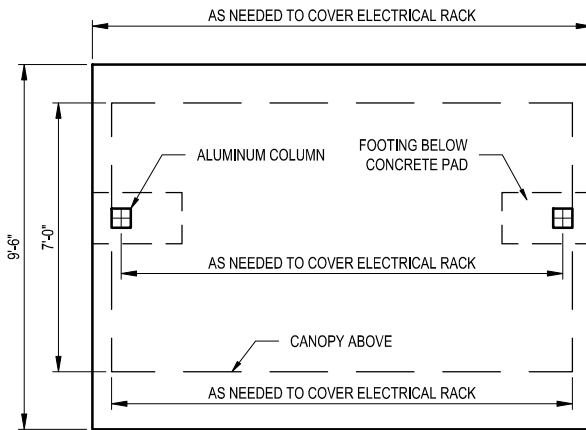 AS NEEDED TO COVER ELECTRICAL RACK
ALUMINUM COLUMN
FOOTING BELOW
CONCRETE PAD
9'-6"
7'-0"
AS NEEDED TO COVER ELECTRICAL RACK
CANOPY ABOVE
AS NEEDED TO COVER ELECTRICAL RACK